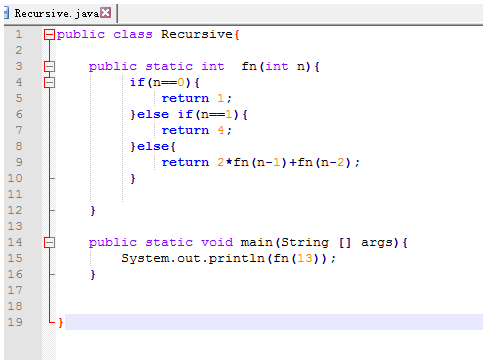 Recursive.java
1 public class Recursive{
2
3 public static int  fn(int n){
4 if(n==0){
5 return 1;
6 }else if(n==1){
7 return 4;
8 }else{
9 return 2*fn(n-1)+fn(n-2);
10 }
11
12 }
13
14 public static void main(String [] args){
15 System.out.println(fn(13));
16 }
17
18
19 }